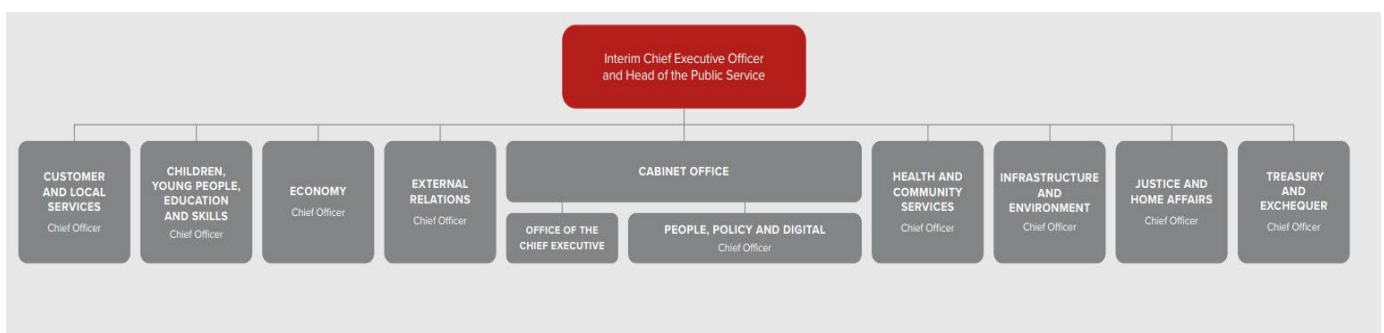 Interim Chief Executive Officer
and Head of the Public Service
CUSTOMER
AND LOCAL
SERVICES
Chief Officer
CHILDREN,
YOUNG PEOPLE,
EDUCATION
AND SKILLS
Chief Officer
ECONOMY
Chief Officer
EXTERNAL
RELATIONS
Chief Officer
CABINET OFFICE
OFFICE OF THE
CHIEF EXECUTIVE
PEOPLE, POLICY AND DIGITAL
Chief Officer
HEALTH AND
COMMUNITY
SERVICES
Chief Officer
INFRASTRUCTURE
AND
ENVIRONMENT
Chief Officer
JUSTICE AND
HOME AFFAIRS
Chief Officer
TREASURY
AND
EXCHEQUER
Chief Officer